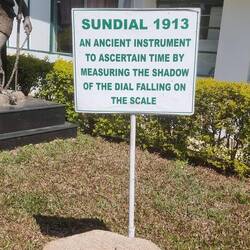 SUNDIAL 1913
AN ANCIENT INSTRUMENT
TO ASCERTAIN TIME BY
MEASURING THE SHADOW
OF THE DIAL FALLING ON
THE SCALE